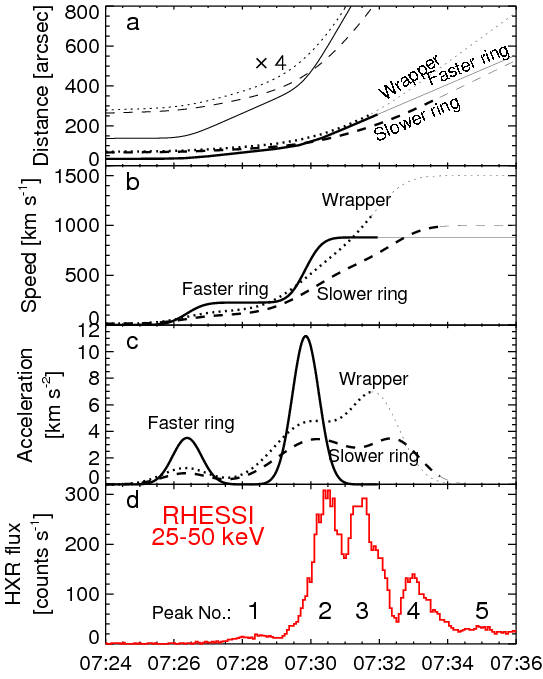 800
600
400
200
0
Distance [arcsec]
a
× 4
Wrapper
Faster ring
Slower ring
1500
1000
500
0
Speed [km s⁻¹]
b
Wrapper
Faster ring
Slower ring
12
10
8
6
4
2
0
Acceleration
[km s⁻²]
c
Wrapper
Faster ring
Slower ring
300
200
100
0
HXR flux
[counts s⁻¹]
d
RHESSI
25-50 keV
Peak No.: 1 2 3 4 5
07:24 07:26 07:28 07:30 07:32 07:34 07:36